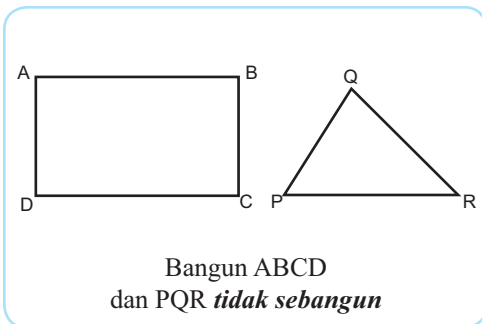 A B
Q
D C P R
Bangun ABCD
dan PQR tidak sebangun